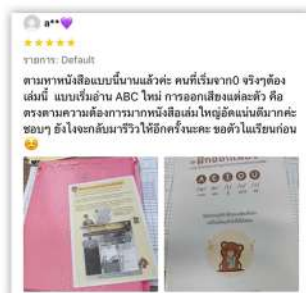 a**💜
รายการ: Default
ตามหาหนังสือแบบนี้นานแล้วค่ะ คนที่เริ่มจาก0 จริงๆต้อง
เล่มนี้ แบบเริ่มอ่าน ABC ใหม่ การออกเสียงแต่ละตัว คือ
ตรงตามความต้องการมากหนังสือเล่มใหญ่อัดแน่นดีมากค่ะ
ชอบๆ ยังไงจะกลับมารีวิวให้อีกครั้งนะคะ ขอตัวไปเรียนก่อน
☺️
A E I O U